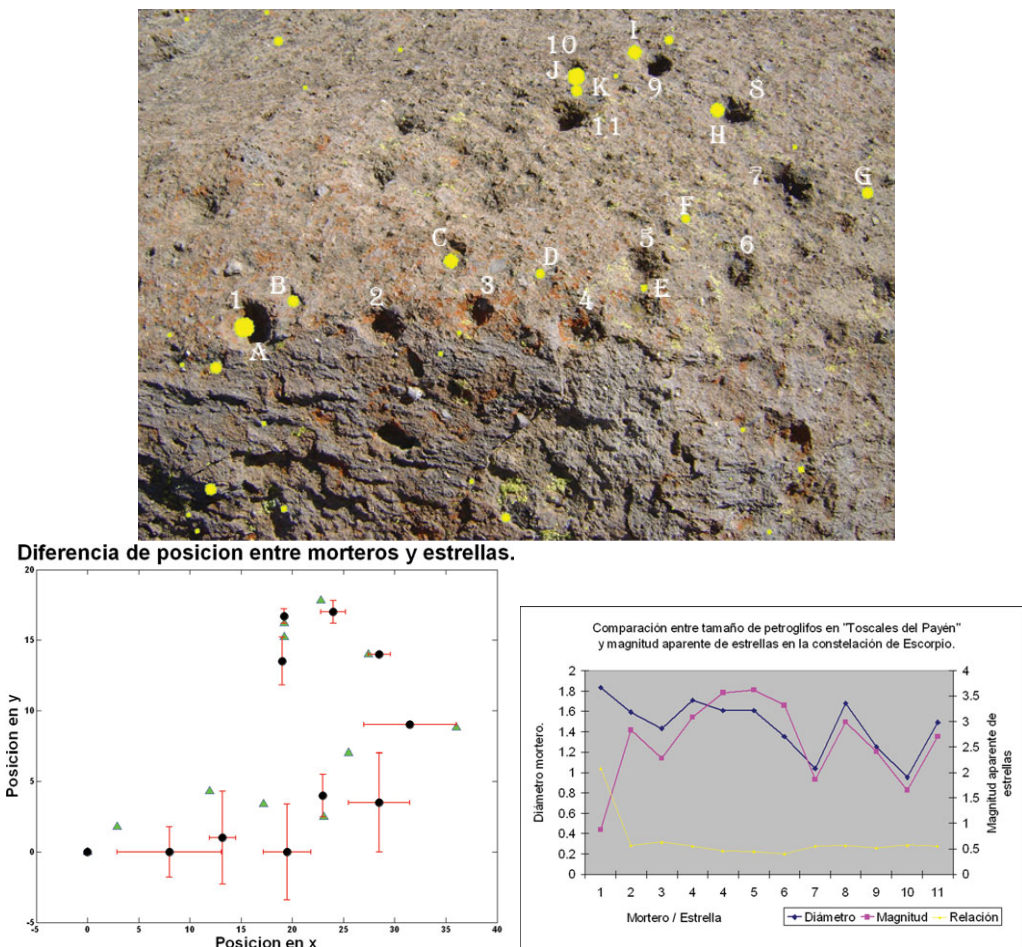 I
10
J
K
9
8
11
H
7
G
F
C
5
6
D
B
3
E
1
2
4
A
Diferencia de posicion entre morteros y estrellas.
20
15
10
5
0
-5
Posicion en y
-5 0 5 10 15 20 25 30 35 40
Posicion en x
Comparación entre tamaño de petroglifos en "Toscales del Payén"
y magnitud aparente de estrellas en la constelación de Escorpio.
2
1.8
1.6
1.4
1.2
1
0.8
0.6
0.4
0.2
0
Diámetro mortero.
4
3.5
3
2.5
2
1.5
1
0.5
0
Magnitud aparente de
estrellas
1 2 3 4 4 5 6 7 8 9 10 11
Mortero / Estrella
Diámetro Magnitud Relación